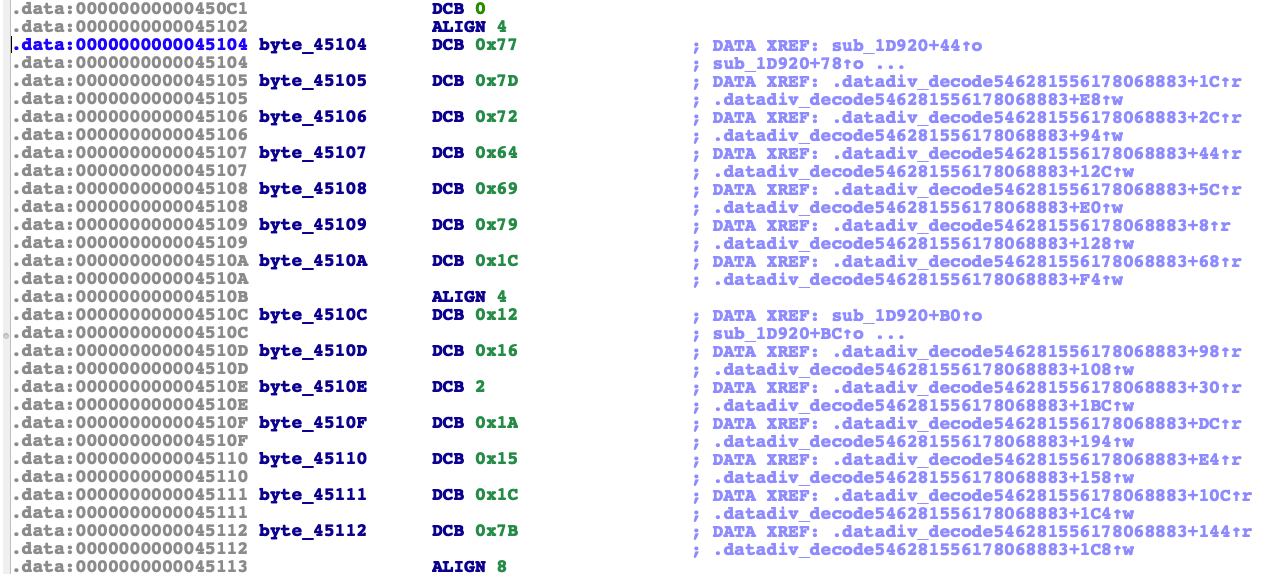 .data:00000000000450C1 DCB 0
.data:0000000000045102 ALIGN 4
.data:0000000000045104 byte_45104 DCB 0x77 ; DATA XREF: sub_1D920+44↑o
.data:0000000000045104 ; sub_1D920+78↑o ...
.data:0000000000045105 byte_45105 DCB 0x7D ; DATA XREF: .datadiv_decode546281556178068883+1C↑r
.data:0000000000045105 ; .datadiv_decode546281556178068883+E8↑w
.data:0000000000045106 byte_45106 DCB 0x72 ; DATA XREF: .datadiv_decode546281556178068883+2C↑r
.data:0000000000045106 ; .datadiv_decode546281556178068883+94↑w
.data:0000000000045107 byte_45107 DCB 0x64 ; DATA XREF: .datadiv_decode546281556178068883+44↑r
.data:0000000000045107 ; .datadiv_decode546281556178068883+12C↑w
.data:0000000000045108 byte_45108 DCB 0x69 ; DATA XREF: .datadiv_decode546281556178068883+5C↑r
.data:0000000000045108 ; .datadiv_decode546281556178068883+E0↑w
.data:0000000000045109 byte_45109 DCB 0x79 ; DATA XREF: .datadiv_decode546281556178068883+8↑r
.data:0000000000045109 ; .datadiv_decode546281556178068883+128↑w
.data:000000000004510A byte_4510A DCB 0x1C ; DATA XREF: .datadiv_decode546281556178068883+68↑r
.data:000000000004510A ; .datadiv_decode546281556178068883+F4↑w
.data:000000000004510B ALIGN 4
.data:000000000004510C byte_4510C DCB 0x12 ; DATA XREF: sub_1D920+B0↑o
.data:000000000004510C ; sub_1D920+BC↑o ...
.data:000000000004510D byte_4510D DCB 0x16 ; DATA XREF: .datadiv_decode546281556178068883+98↑r
.data:000000000004510D ; .datadiv_decode546281556178068883+108↑w
.data:000000000004510E byte_4510E DCB 2 ; DATA XREF: .datadiv_decode546281556178068883+30↑r
.data:000000000004510E ; .datadiv_decode546281556178068883+1BC↑w
.data:000000000004510F byte_4510F DCB 0x1A ; DATA XREF: .datadiv_decode546281556178068883+DC↑r
.data:000000000004510F ; .datadiv_decode546281556178068883+194↑w
.data:0000000000045110 byte_45110 DCB 0x15 ; DATA XREF: .datadiv_decode546281556178068883+E4↑r
.data:0000000000045110 ; .datadiv_decode546281556178068883+158↑w
.data:0000000000045111 byte_45111 DCB 0x1C ; DATA XREF: .datadiv_decode546281556178068883+10C↑r
.data:0000000000045111 ; .datadiv_decode546281556178068883+1C4↑w
.data:0000000000045112 byte_45112 DCB 0x7B ; DATA XREF: .datadiv_decode546281556178068883+144↑r
.data:0000000000045112 ; .datadiv_decode546281556178068883+1C8↑w
.data:0000000000045113 ALIGN 8